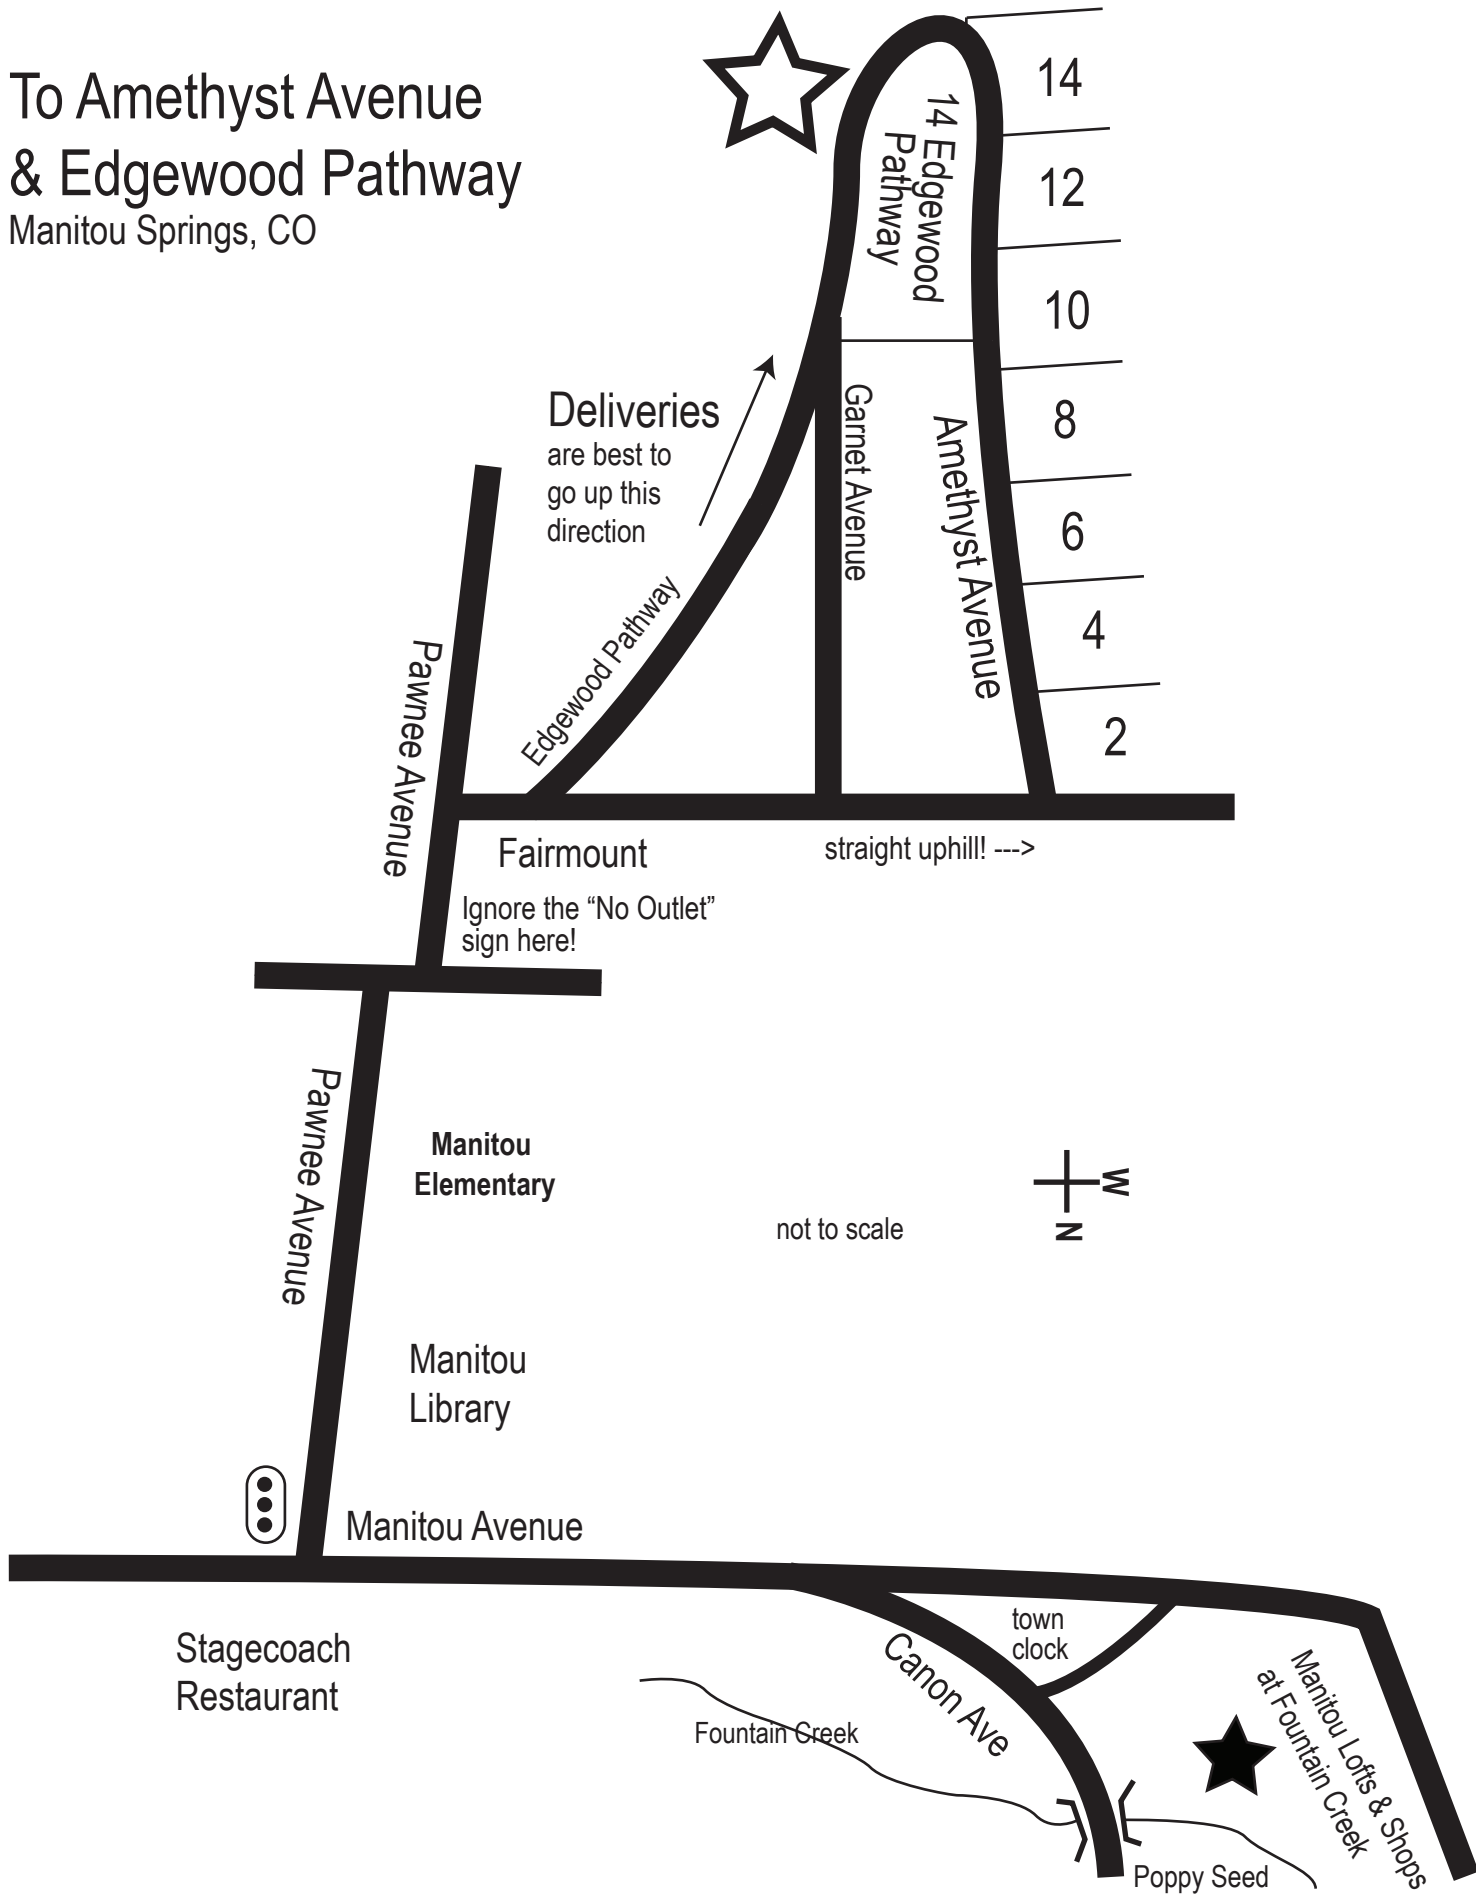 To Amethyst Avenue
& Edgewood Pathway
Manitou Springs, CO
14
12
10
8
6
4
2
14 Edgewood
Pathway
Garnet Avenue
Amethyst Avenue
Deliveries
are best to
go up this
direction
Edgewood Pathway
Pawnee Avenue
Fairmount
straight uphill! --->
Ignore the “No Outlet”
sign here!
Pawnee Avenue
Manitou
Elementary
not to scale
W
N
Manitou
Library
Manitou Avenue
Stagecoach
Restaurant
town
clock
Canon Ave
Fountain Creek
Manitou Lofts & Shops
at Fountain Creek
Poppy Seed